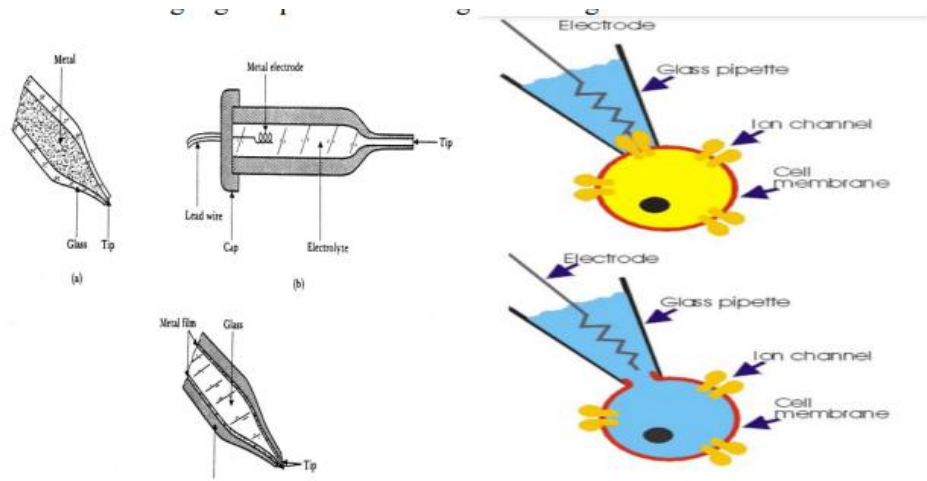 Metal
Glass
Tip
(a)
Metal electrode
Tip
Lead wire
Cap
Electrolyte
(b)
Metal film
Glass
Tip
Electrode
Glass pipette
Ion channel
Cell
membrane
Electrode
Glass pipette
Ion channel
Cell
membrane